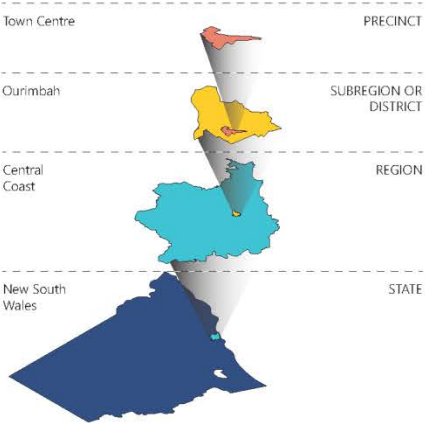 Town Centre
PRECINCT
Ourimbah
SUBREGION OR
DISTRICT
Central
Coast
REGION
New South
Wales
STATE